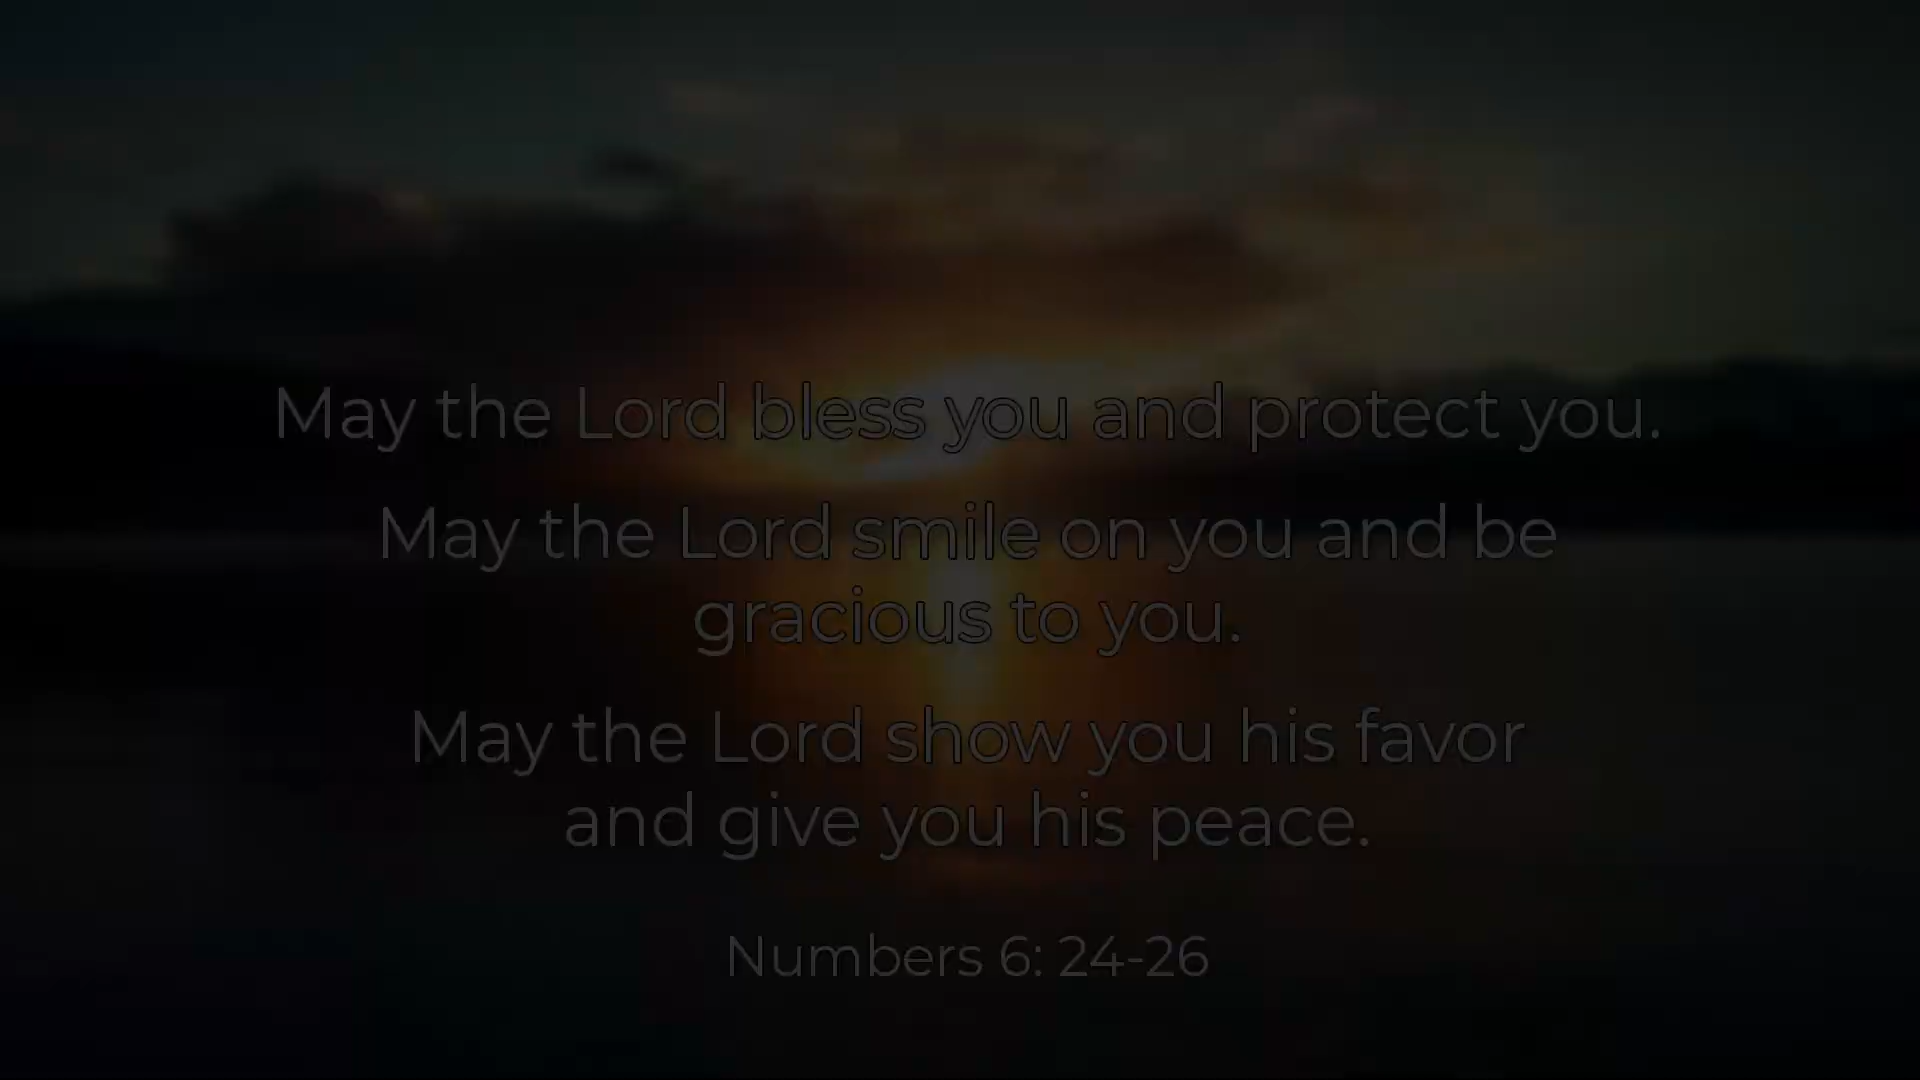 May the Lord bless you and protect you.
May the Lord smile on you and be
gracious to you.
May the Lord show you his favor
and give you his peace.
Numbers 6: 24-26